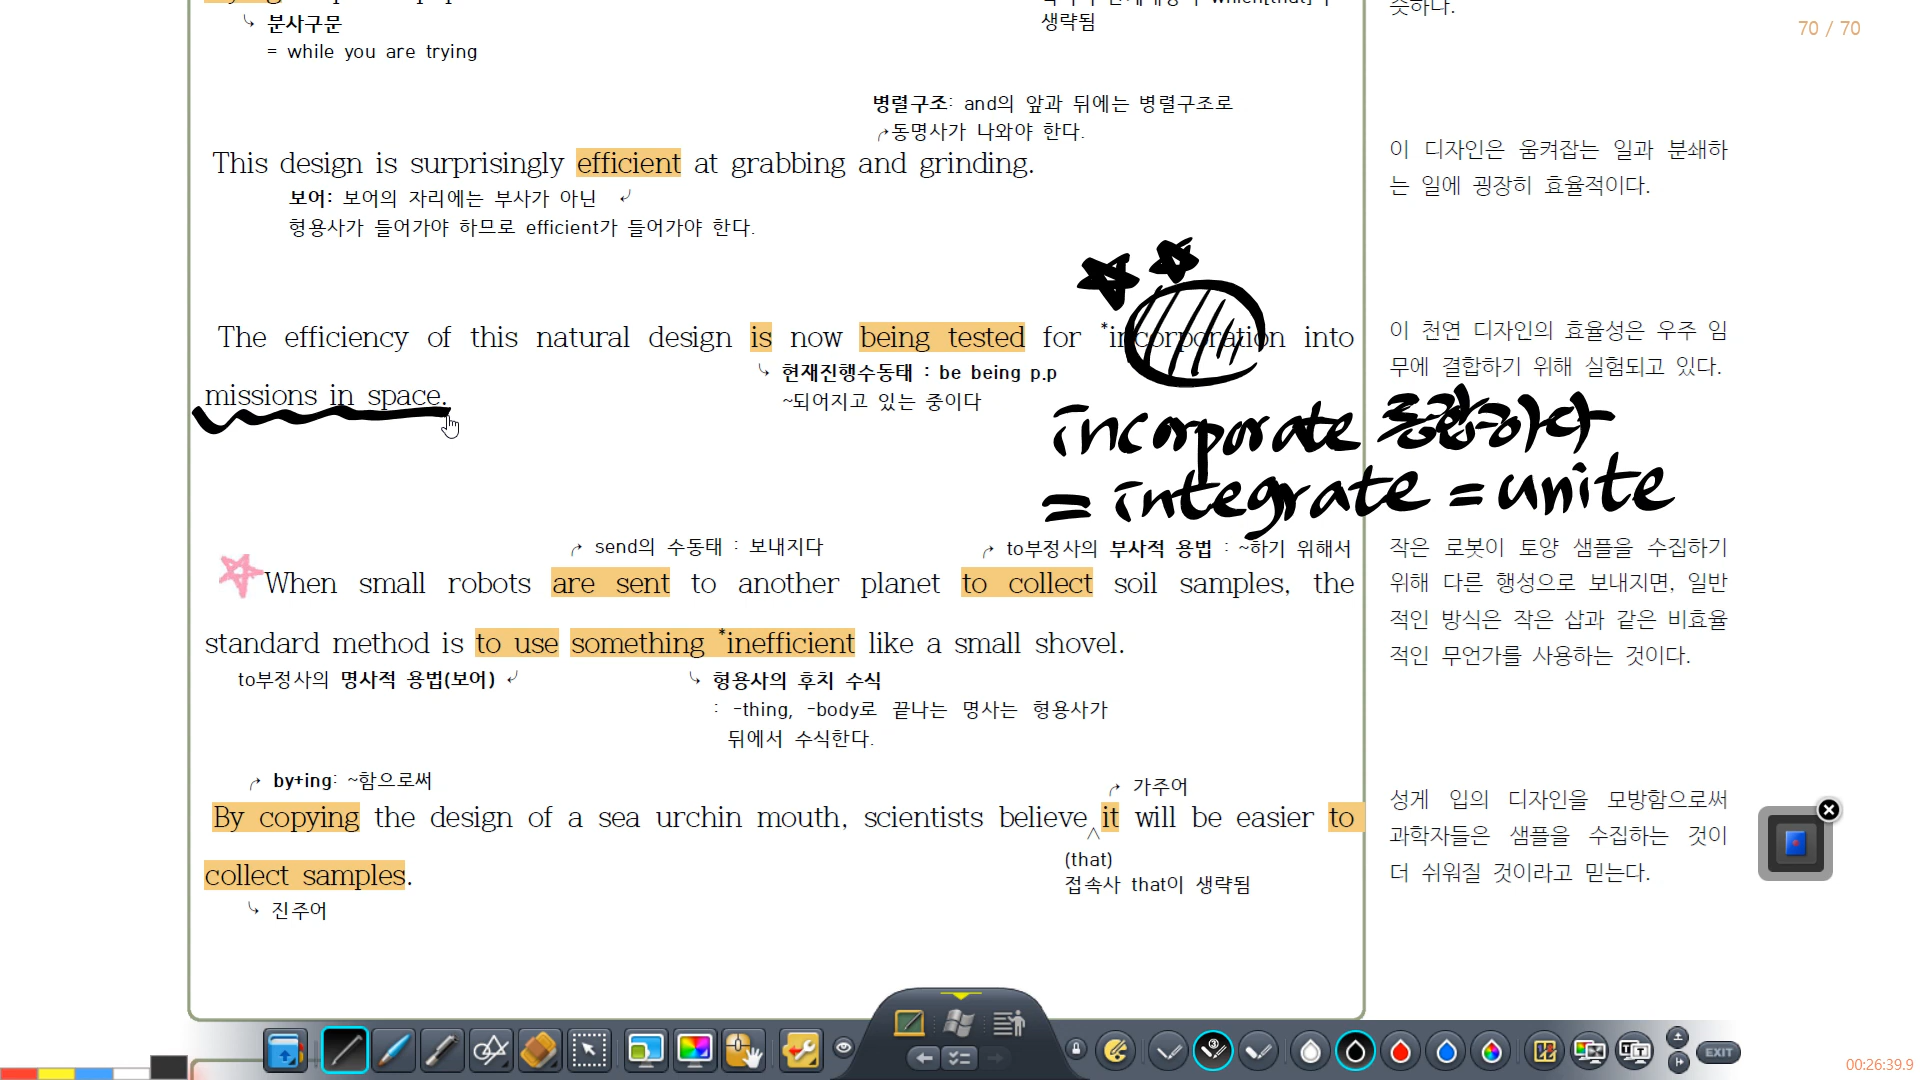 분사구문
= while you are trying
생략됨
70 / 70
병렬구조: and의 앞과 뒤에는 병렬구조로
동명사가 나와야 한다.
This design is surprisingly efficient at grabbing and grinding.
보어: 보어의 자리에는 부사가 아닌
형용사가 들어가야 하므로 efficient가 들어가야 한다.
이 디자인은 움켜잡는 일과 분쇄하
는 일에 굉장히 효율적이다.
The efficiency of this natural design is now being tested for *incorporation into
missions in space.
현재진행수동태 : be being p.p
~되어지고 있는 중이다
이 천연 디자인의 효율성은 우주 임
무에 결합하기 위해 실험되고 있다.
incorporate 통합하다
= integrate = unite
send의 수동태 : 보내지다
to부정사의 부사적 용법 : ~하기 위해서
When small robots are sent to another planet to collect soil samples, the
standard method is to use something *inefficient like a small shovel.
to부정사의 명사적 용법(보어)
형용사의 후치 수식
: -thing, -body로 끝나는 명사는 형용사가
뒤에서 수식한다.
작은 로봇이 토양 샘플을 수집하기
위해 다른 행성으로 보내지면, 일반
적인 방식은 작은 삽과 같은 비효율
적인 무언가를 사용하는 것이다.
by+ing: ~함으로써
가주어
By copying the design of a sea urchin mouth, scientists believe it will be easier to
collect samples.
(that)
접속사 that이 생략됨
진주어
성게 입의 디자인을 모방함으로써
과학자들은 샘플을 수집하는 것이
더 쉬워질 것이라고 믿는다.
EXIT
00:26:39.9